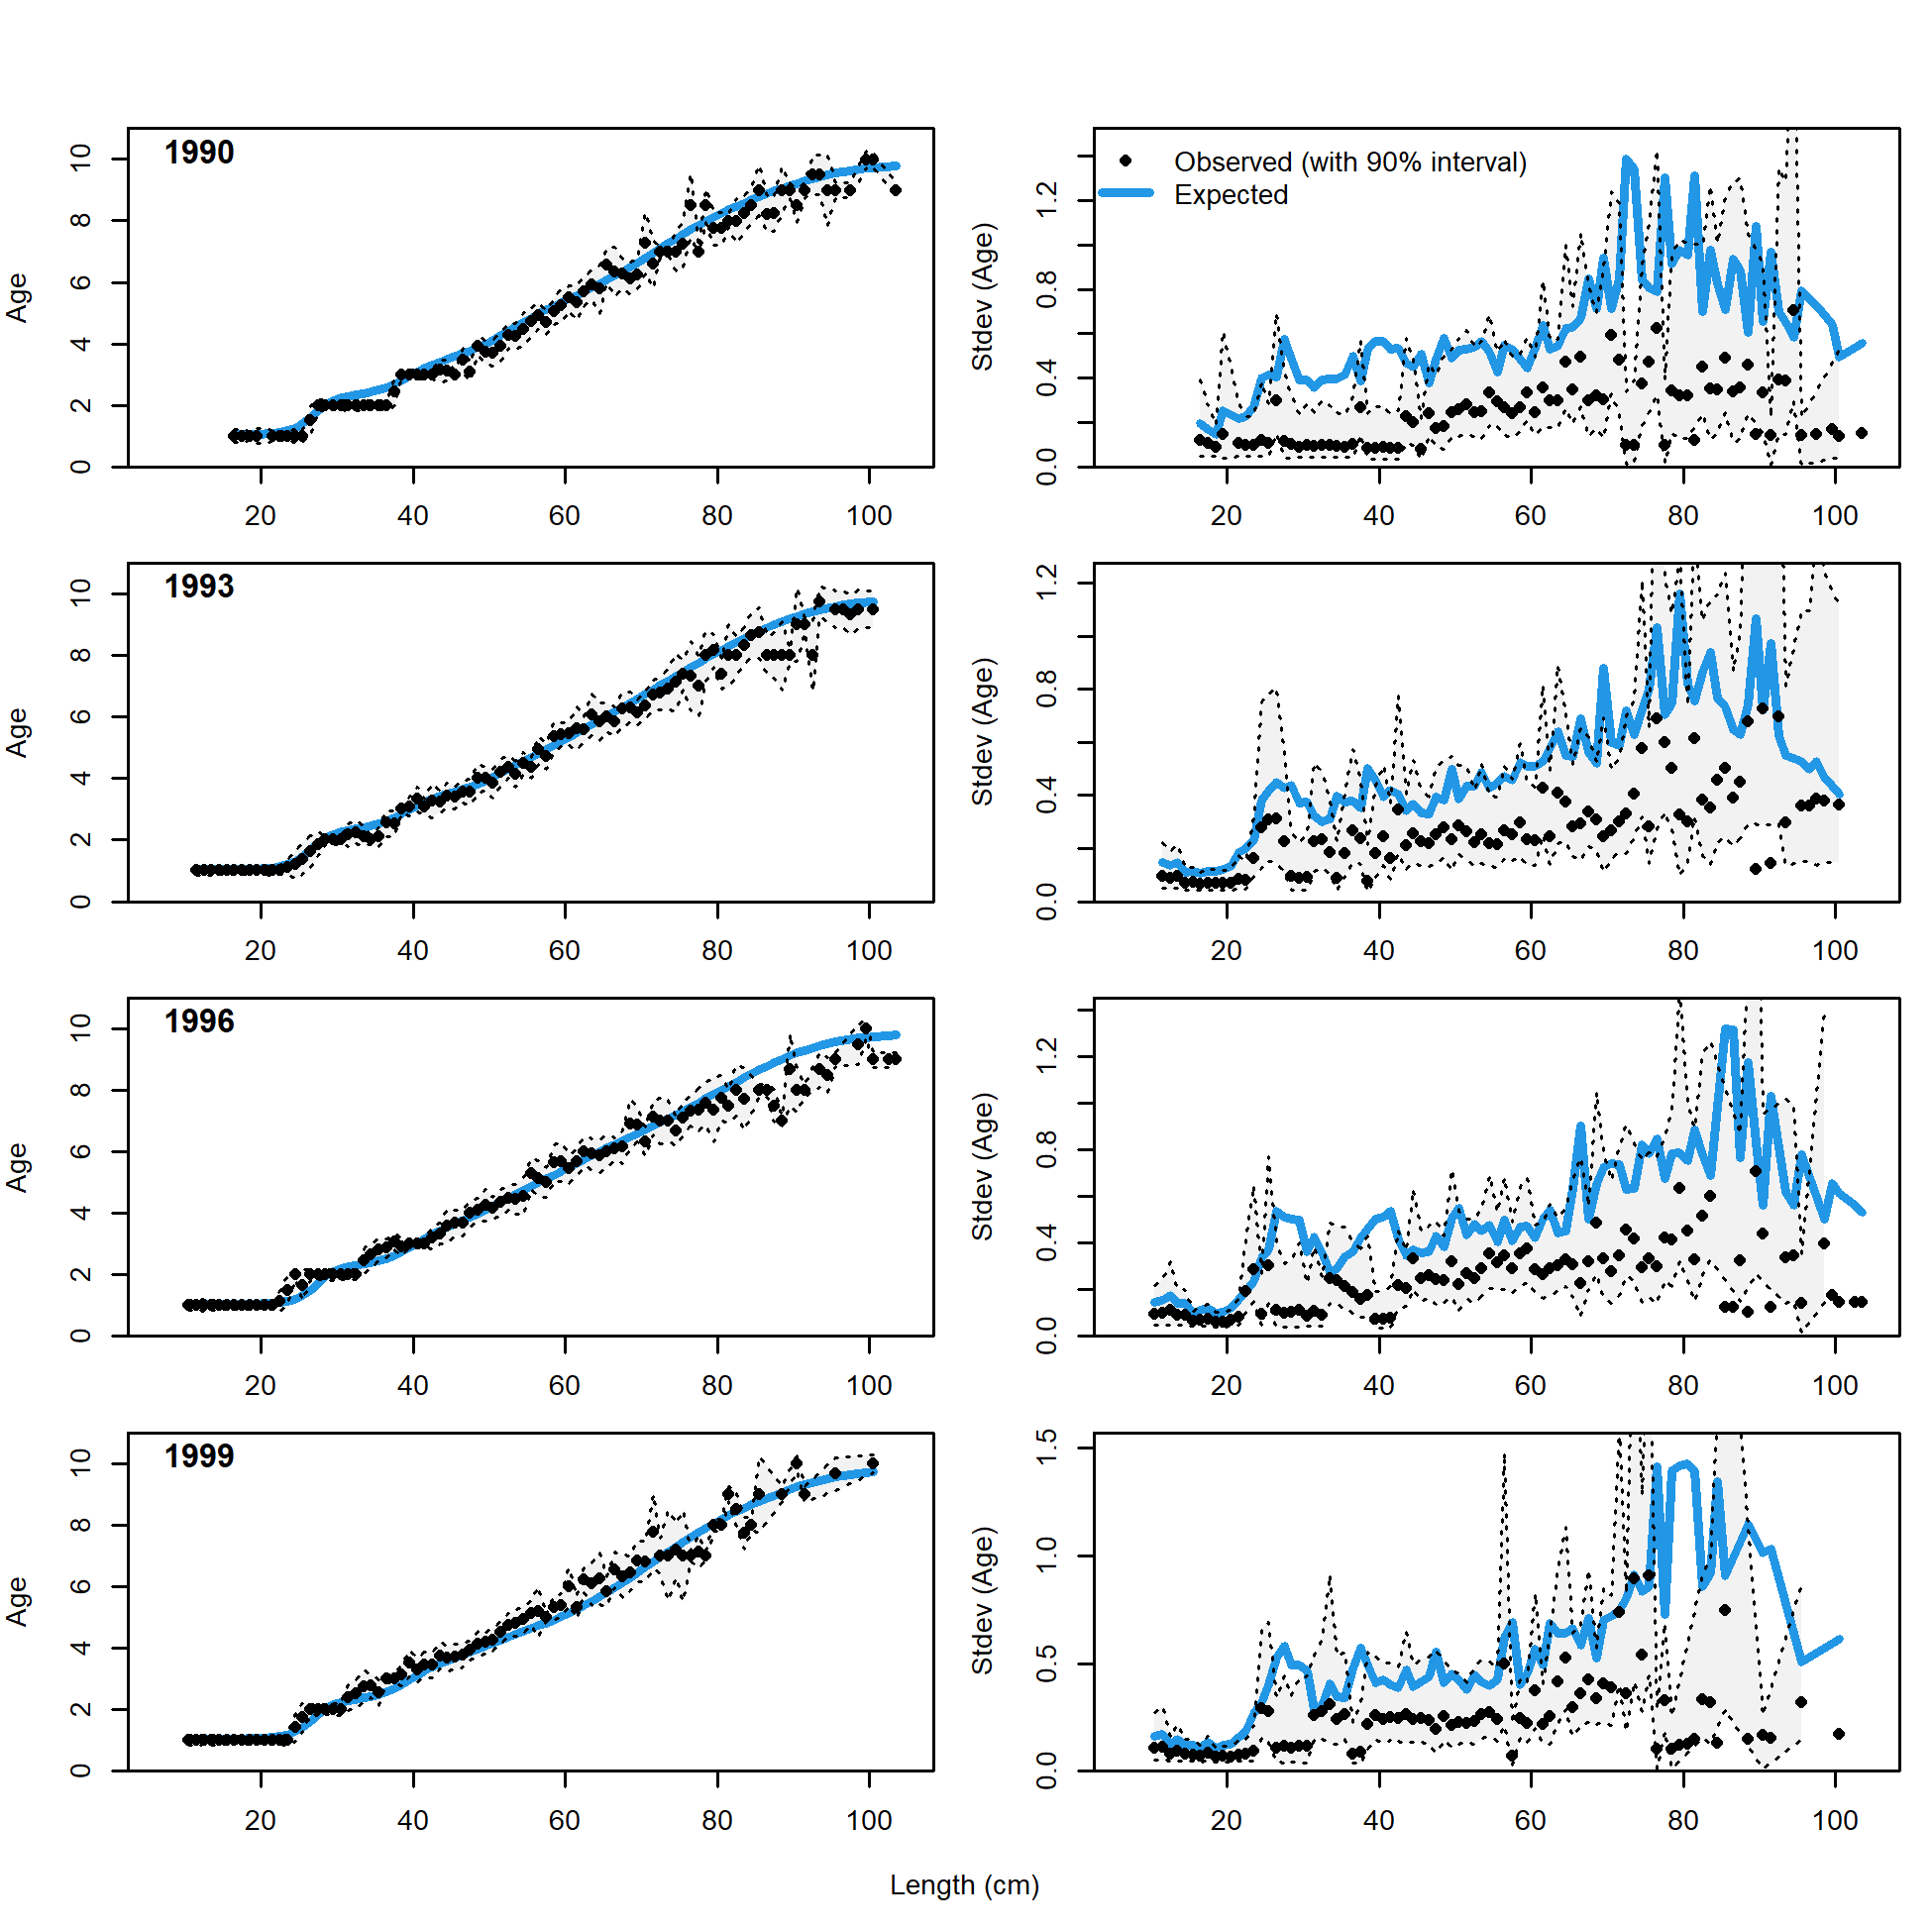 1990
Age
0 2 4 6 8 10
20 40 60 80 100
Observed (with 90% interval)
Expected
Stdev (Age)
0.0 0.4 0.8 1.2
20 40 60 80 100
1993
Age
0 2 4 6 8 10
20 40 60 80 100
Stdev (Age)
0.0 0.4 0.8 1.2
20 40 60 80 100
1996
Age
0 2 4 6 8 10
20 40 60 80 100
Stdev (Age)
0.0 0.4 0.8 1.2
20 40 60 80 100
1999
Age
0 2 4 6 8 10
20 40 60 80 100
Stdev (Age)
0.0 0.5 1.0 1.5
20 40 60 80 100
Length (cm)